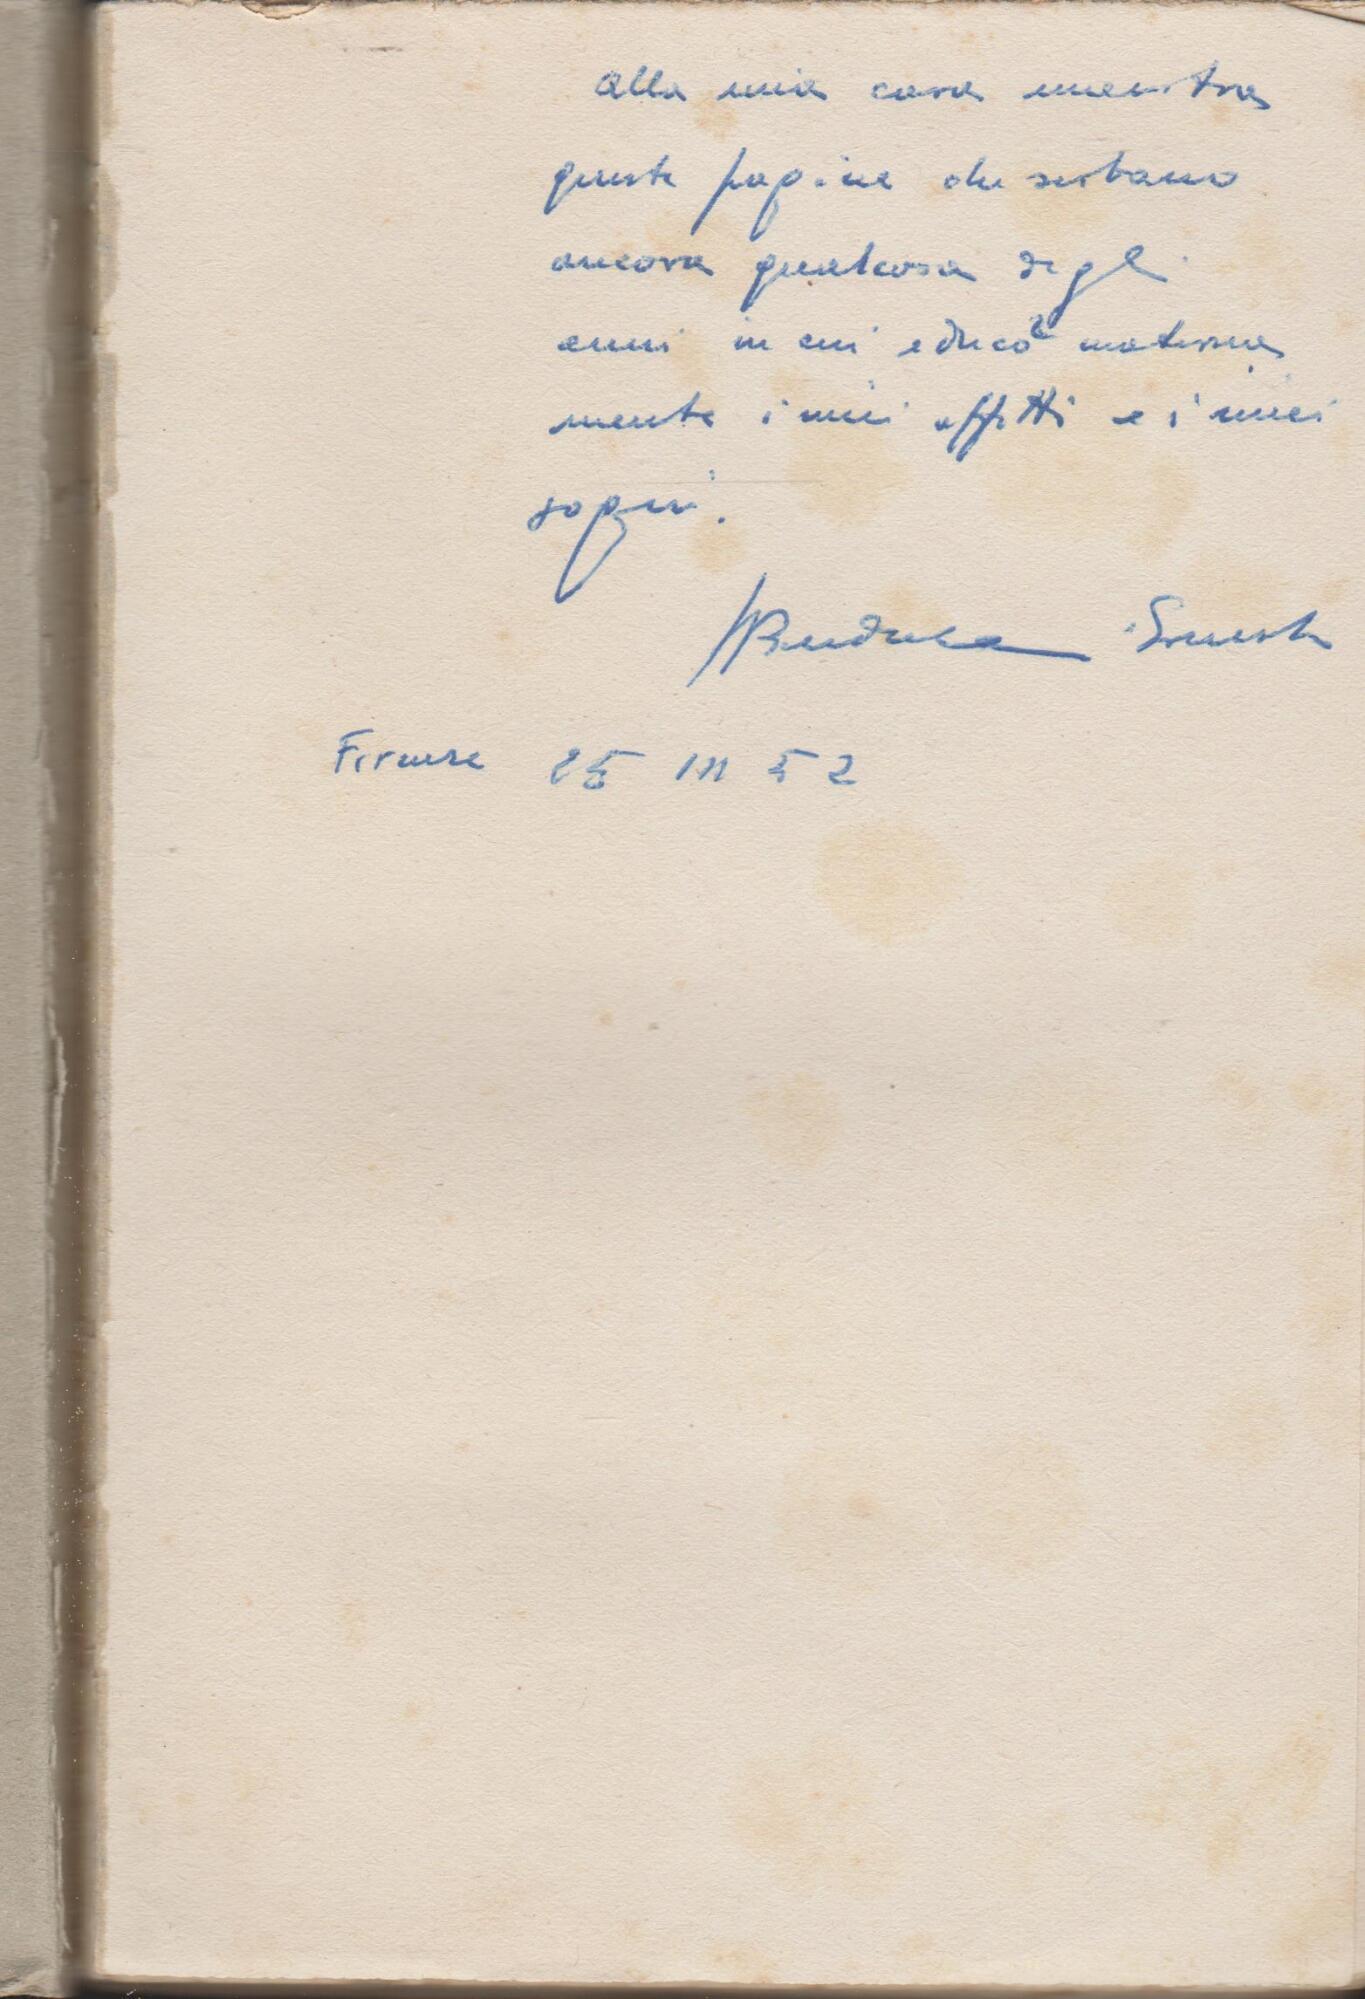 alla mia cara maestra
queste pagine che serbano
ancora qualcosa degli
anni in cui educò materna
mente i miei affetti e i miei
sogni.
Ernesto
Firenze 25 III 52